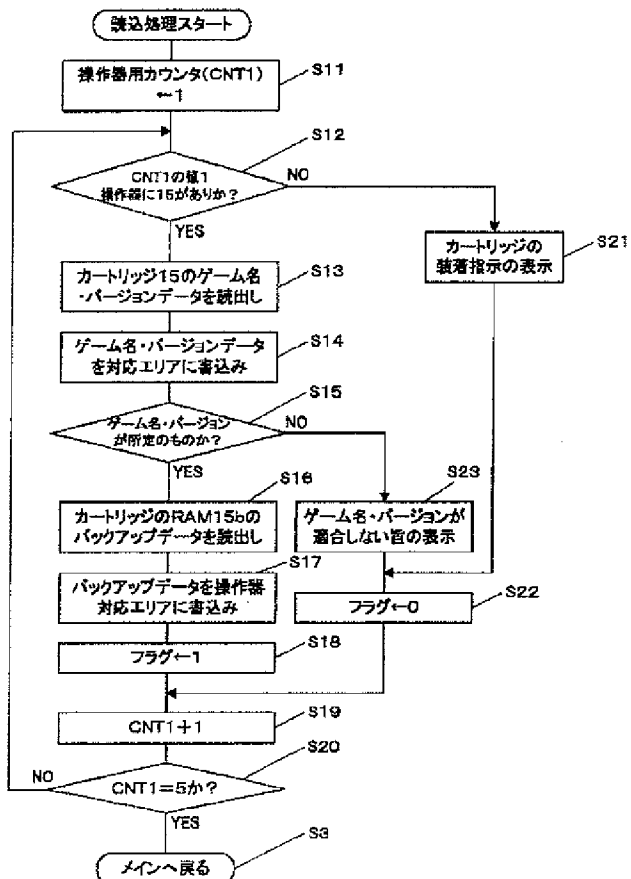 読込処理スタート
操作器用カウンタ(CNT1)
←1
S11
S12
CNT1の値1
操作器に15がありか?
NO
YES
カートリッジの
装着指示の表示
S21
カートリッジ15のゲーム名
・バージョンデータを読出し
S13
ゲーム名・バージョンデータ
を対応エリアに書込み
S14
S15
ゲーム名・バージョン
が所定のものか?
NO
YES
S16
S23
カートリッジのRAM15bの
バックアップデータを読出し
ゲーム名・バージョンが
適合しない旨の表示
S17
バックアップデータを操作器
対応エリアに書込み
フラグ←0
S22
フラグ←1
S18
CNT1+1
S19
S20
NO
CNT1=5か?
YES
メインへ戻る
S3